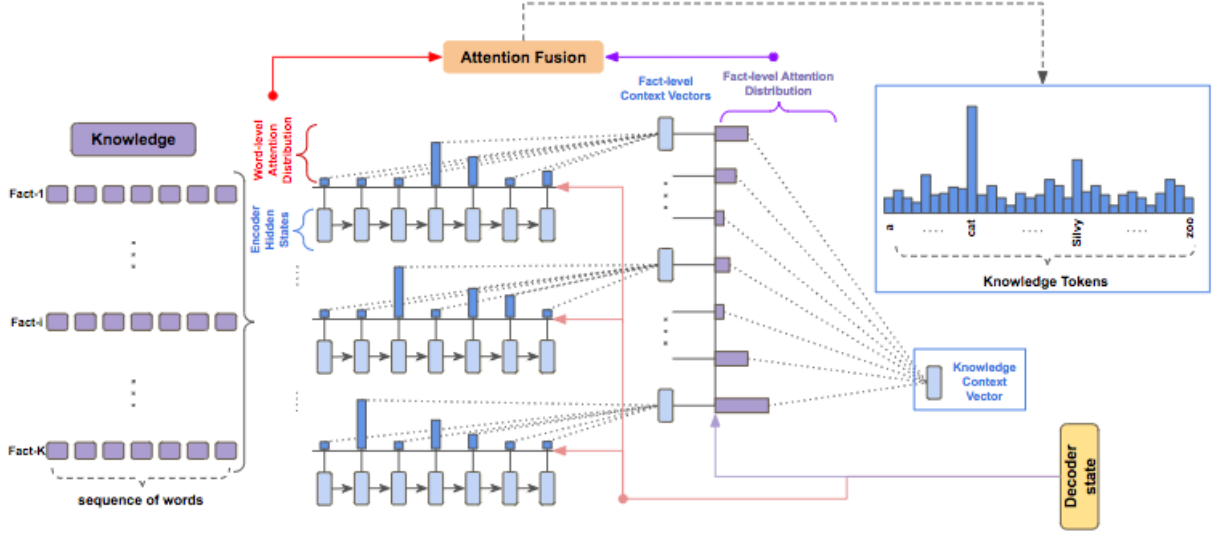 Attention Fusion
Fact-level
Context Vectors
Fact-level Attention
Distribution
Word-level
Attention
Distribution
Knowledge
Fact-1
Encoder
Hidden
States
a
....
cat
....
Silvy
....
zoo
Knowledge Tokens
Fact-i
Knowledge
Context
Vector
Fact-K
sequence of words
Decoder
state